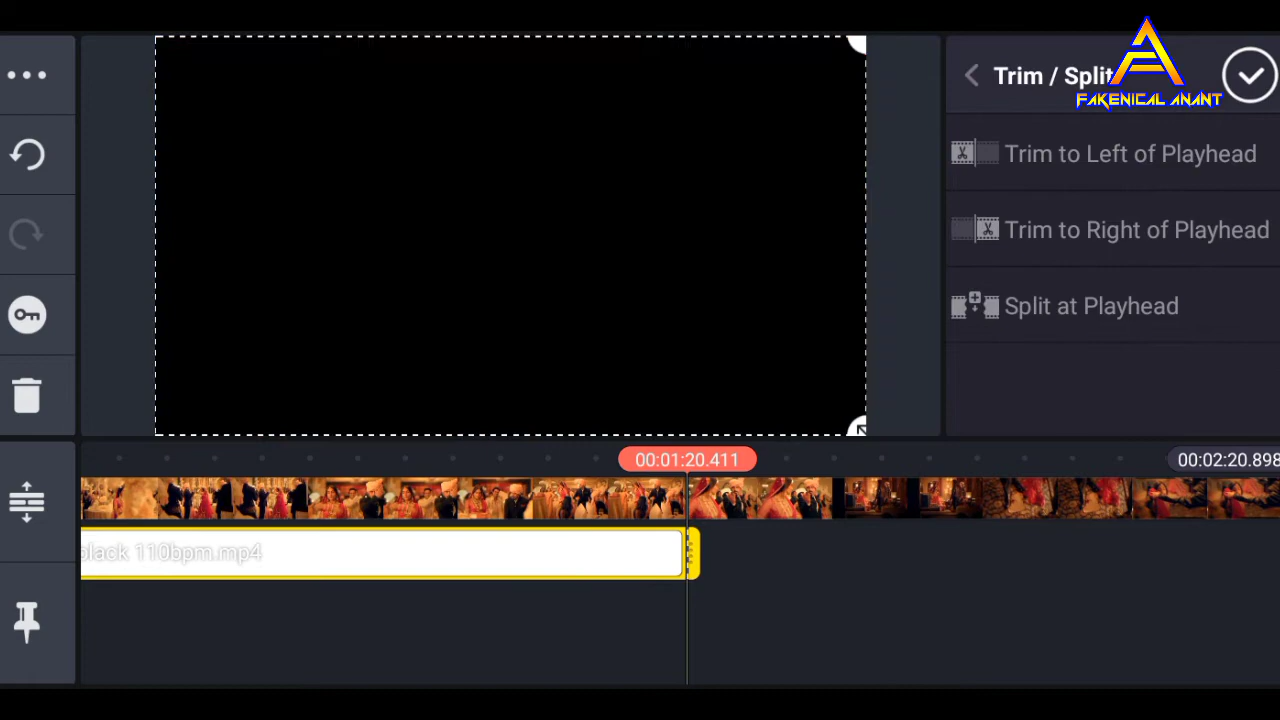 Trim / Split
FAKENICAL ANANT
Trim to Left of Playhead
Trim to Right of Playhead
Split at Playhead
00:01:20.411
00:02:20.898
black 110bpm.mp4